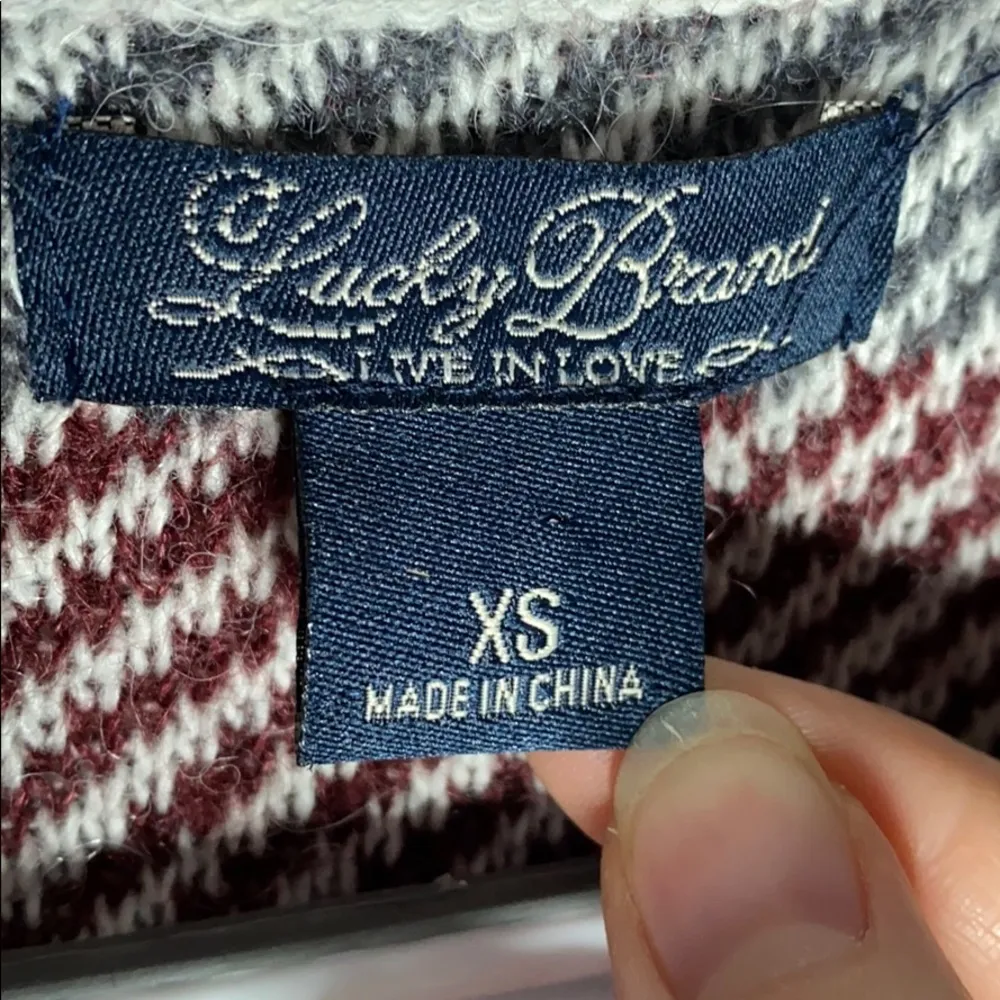 Lucky Brand
LIVE IN LOVE
XS
MADE IN CHINA